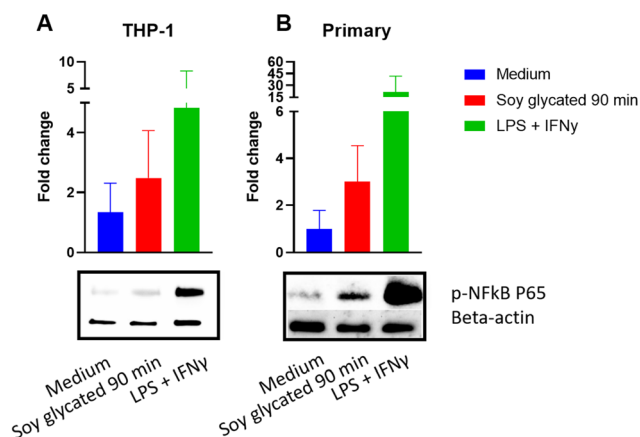 A
THP-1
Fold change
10
5
4
2
0
B
Primary
Fold change
60
45
30
15
6
4
2
0
Medium
Soy glycated 90 min
LPS + IFNγ
p-NFkB P65
Beta-actin
Medium
Soy glycated 90 min
LPS + IFNγ
Medium
Soy glycated 90 min
LPS + IFNγ